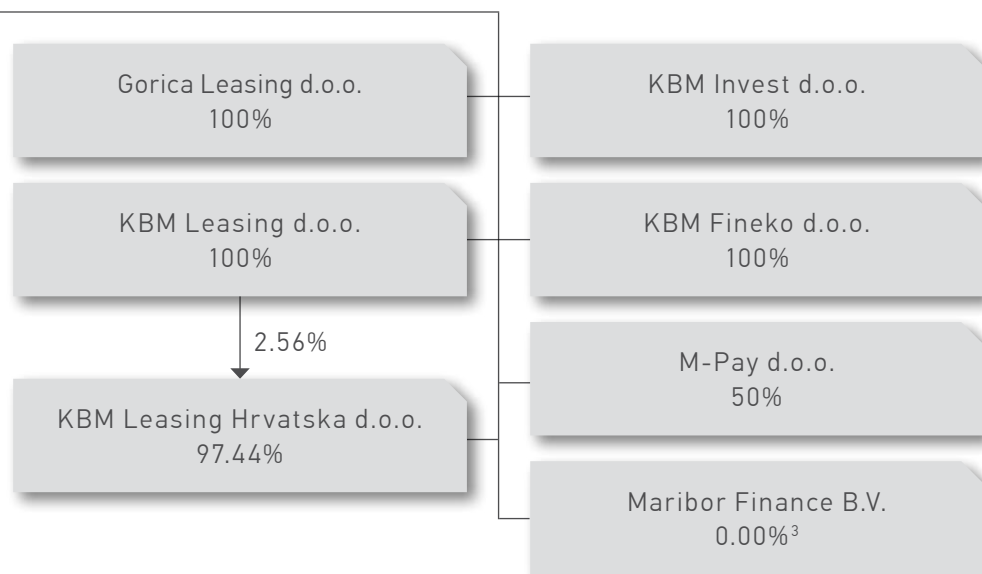 Gorica Leasing d.o.o.
100%
KBM Leasing d.o.o.
100%
2.56%
KBM Leasing Hrvatska d.o.o.
97.44%
KBM Invest d.o.o.
100%
KBM Fineko d.o.o.
100%
M-Pay d.o.o.
50%
Maribor Finance B.V.
0.00%³